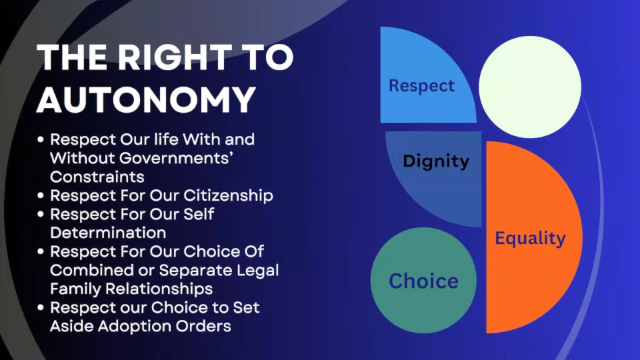 THE RIGHT TO
AUTONOMY
• Respect Our life With and
Without Governments’
Constraints
• Respect For Our Citizenship
• Respect For Our Self
Determination
• Respect For Our Choice Of
Combined or Separate Legal
Family Relationships
• Respect our Choice to Set
Aside Adoption Orders
Respect
Dignity
Equality
Choice